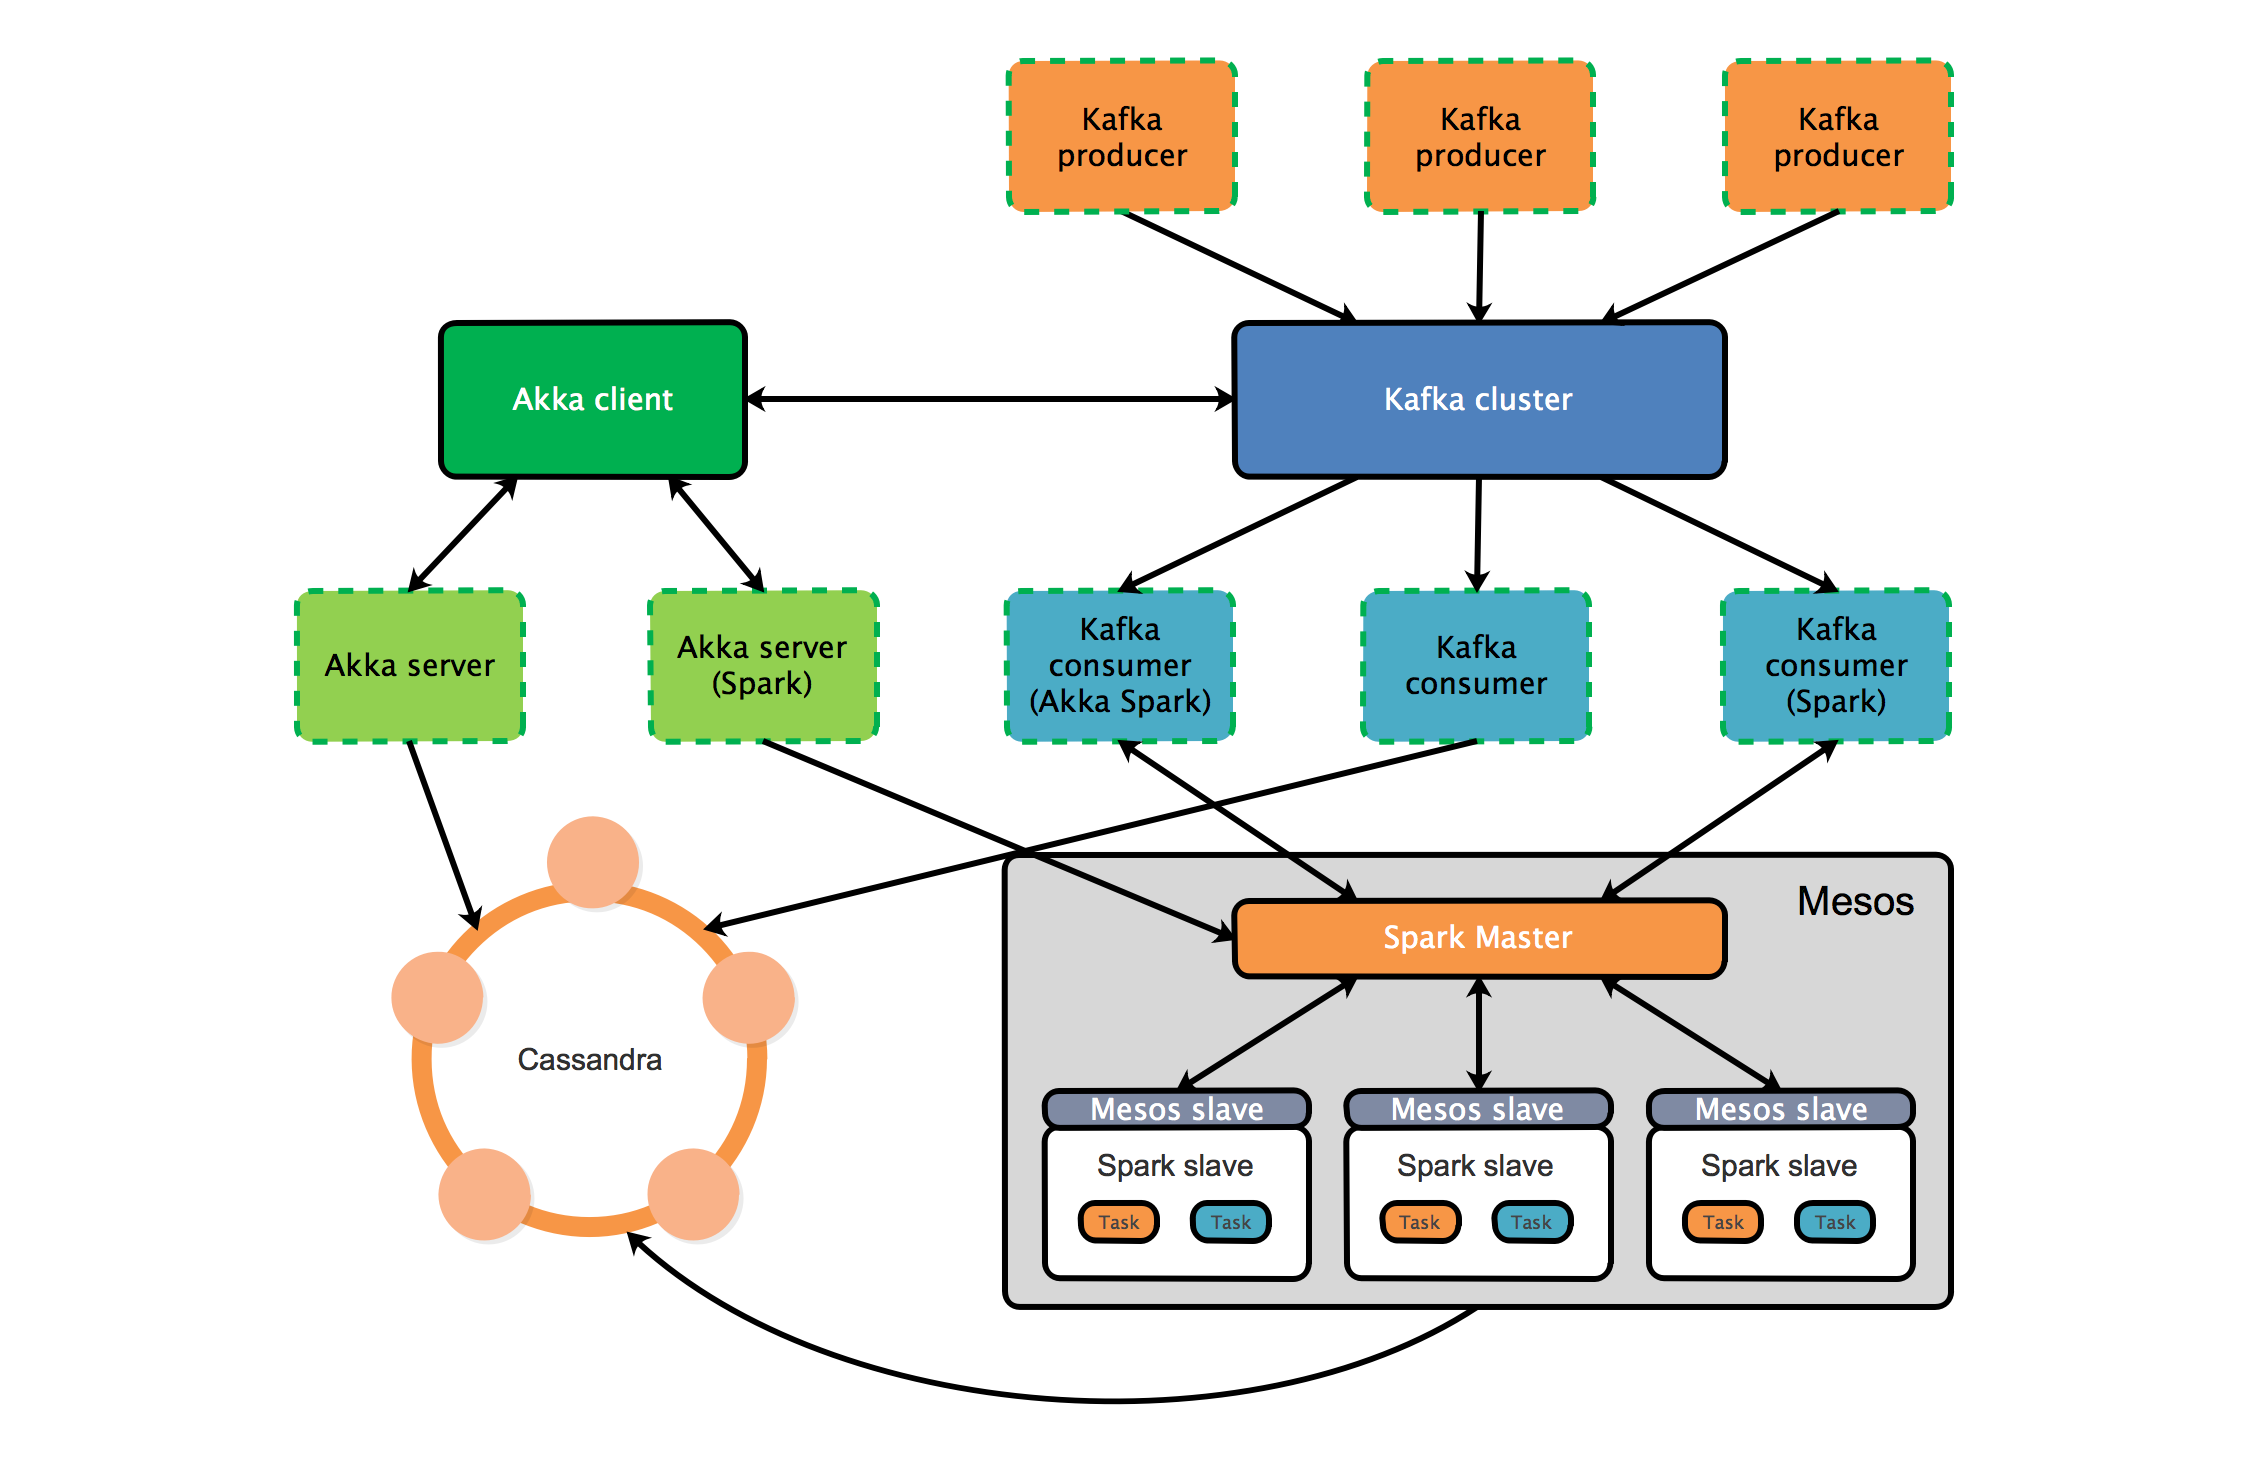 Kafka
producer
Kafka
producer
Kafka
producer
Akka client
Kafka cluster
Akka server
Akka server
(Spark)
Kafka
consumer
(Akka Spark)
Kafka
consumer
Kafka
consumer
(Spark)
Mesos
Spark Master
Cassandra
Mesos slave
Spark slave
Task
Task
Mesos slave
Spark slave
Task
Task
Mesos slave
Spark slave
Task
Task